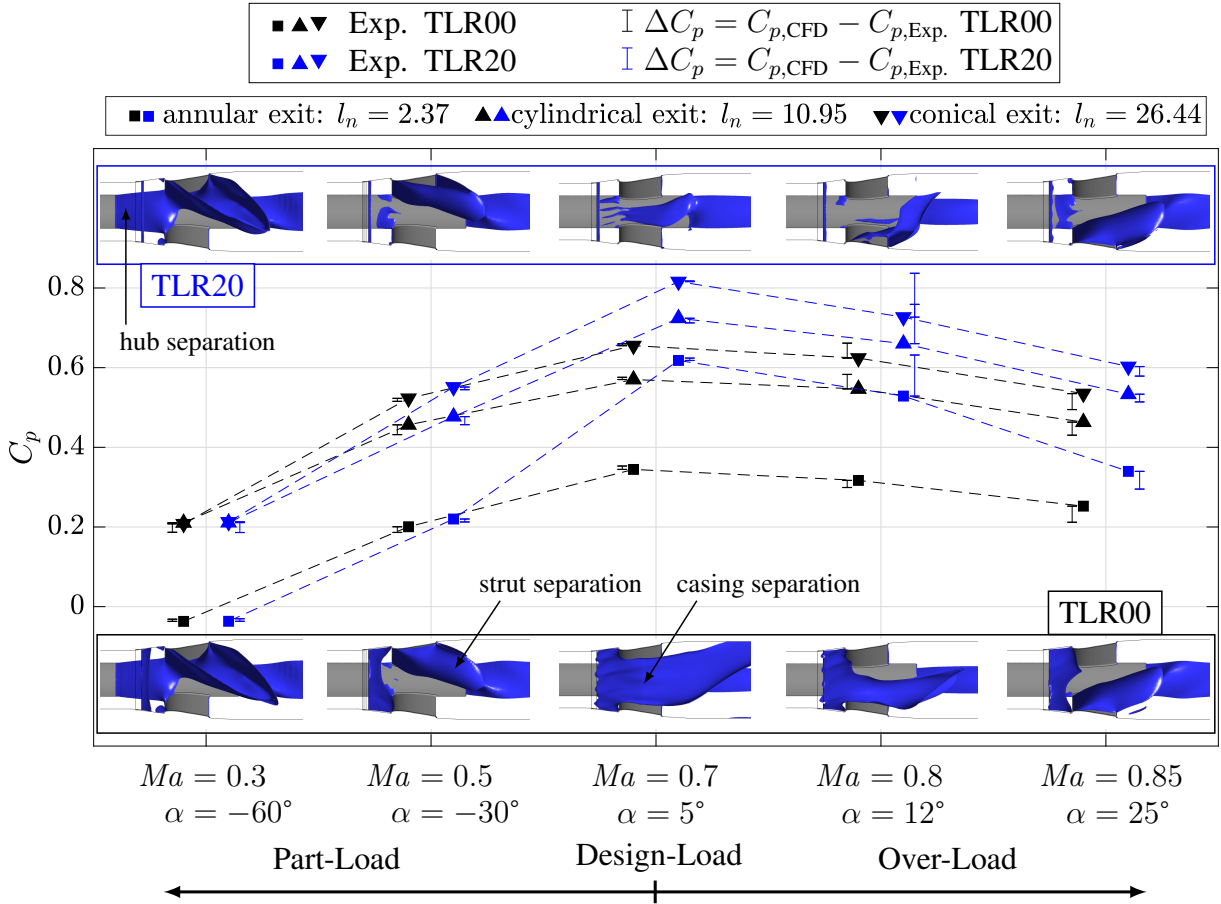 Exp. TLR00 ΔC_p = C_p,CFD − C_p,Exp. TLR00
Exp. TLR20 ΔC_p = C_p,CFD − C_p,Exp. TLR20
annular exit: l_n = 2.37 cylindrical exit: l_n = 10.95 conical exit: l_n = 26.44
TLR20
hub separation
0.8
0.6
0.4
0.2
0
C_p
strut separation
casing separation
TLR00
Ma = 0.3 Ma = 0.5 Ma = 0.7 Ma = 0.8 Ma = 0.85
α = −60° α = −30° α = 5° α = 12° α = 25°
Part-Load Design-Load Over-Load